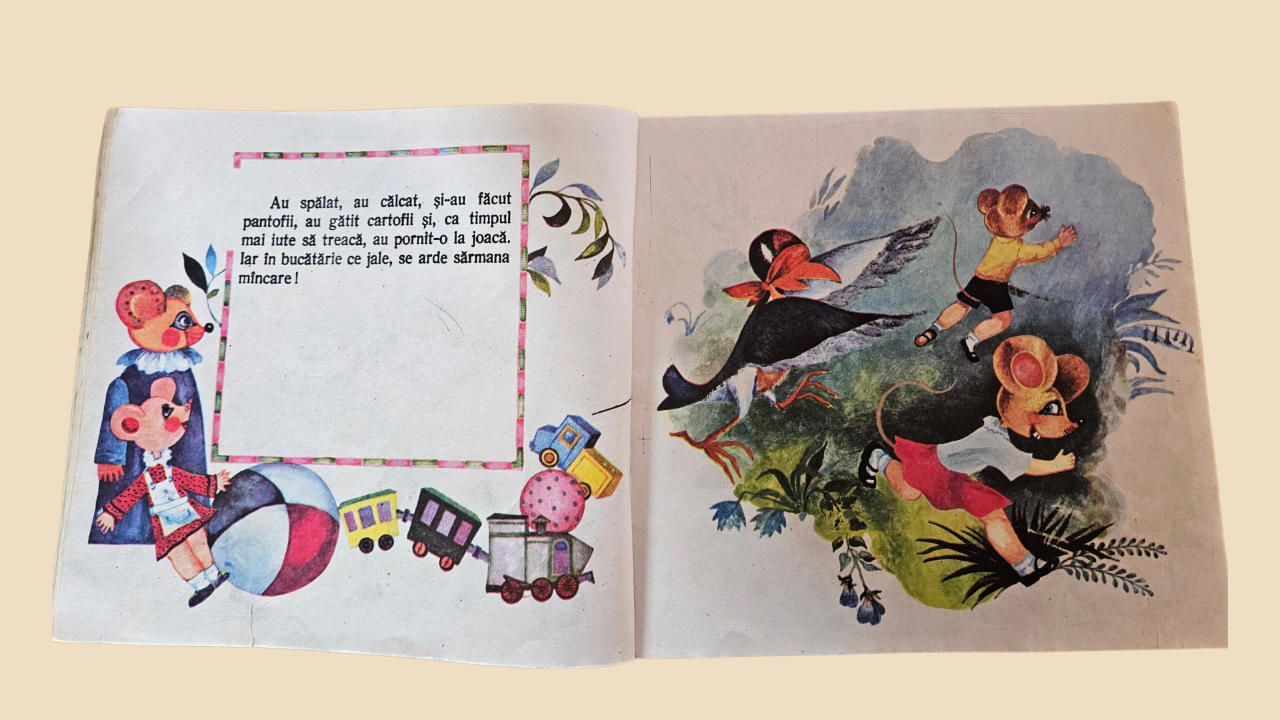 Au spălat, au călcat, și-au făcut
pantofii, au gătit cartofii și, ca timpul
mai iute să treacă, au pornit-o la joacă.
Iar în bucătărie ce jale, se arde sărmana
mîncare !